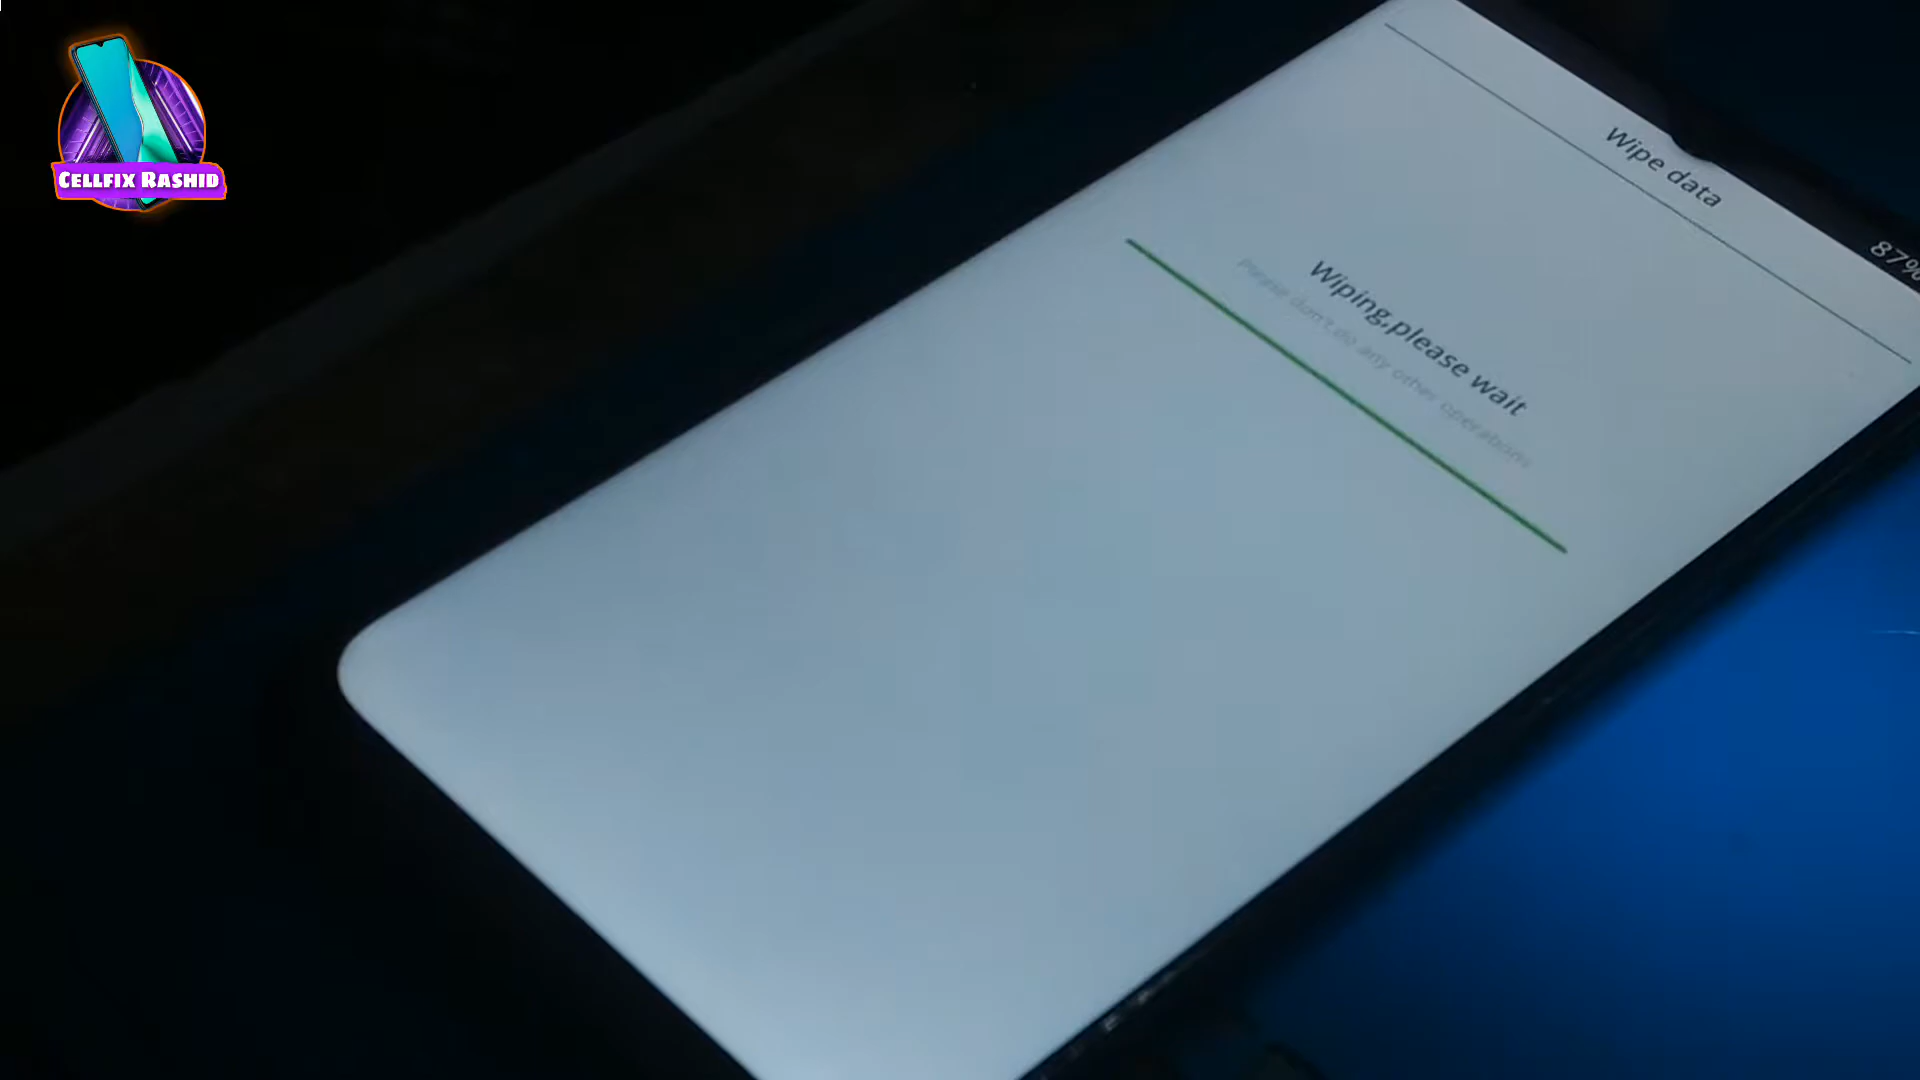 CELLFIX RASHID
87%
Wipe data
Wiping,please wait
Please don't do any other operations